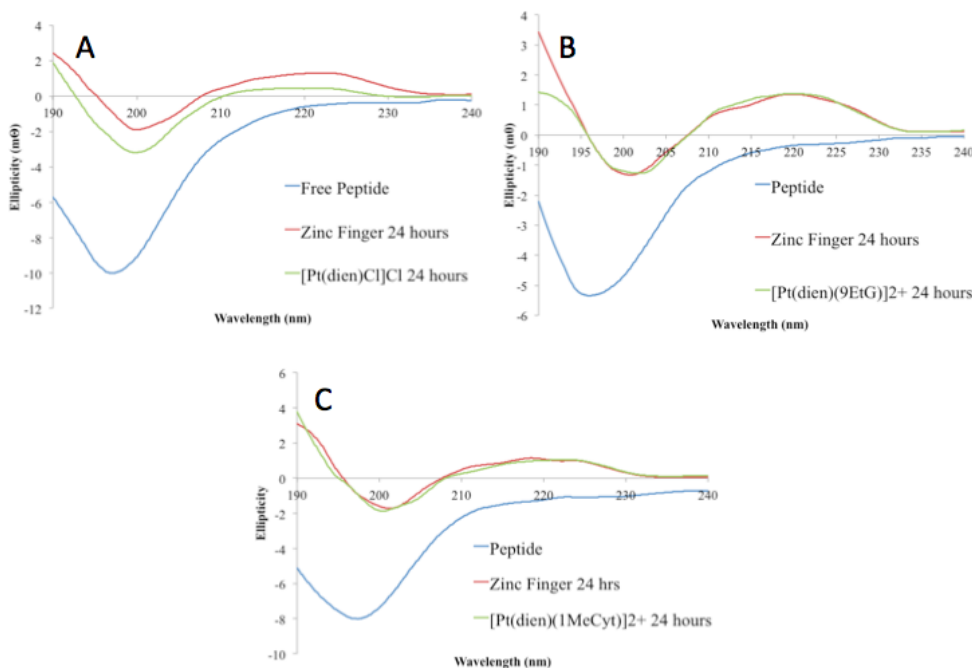 A
4
2
0
-2
-4
-6
-8
-10
-12
190
200
210
220
230
240
Ellipticity (mΘ)
Free Peptide
Zinc Finger 24 hours
[Pt(dien)Cl]Cl 24 hours
Wavelength (nm)
B
4
3
2
1
0
-1
-2
-3
-4
-5
-6
190 195 201 205 210 215 220 225 230 235 240
Ellipticity (mθ)
Peptide
Zinc Finger 24 hours
[Pt(dien)(9EtG)]2+ 24 hours
Wavelength (nm)
C
6
4
2
0
-2
-4
-6
-8
-10
190 200 210 220 230 240
Ellipticity
Peptide
Zinc Finger 24 hrs
[Pt(dien)(1MeCyt)]2+ 24 hours
Wavelength (nm)